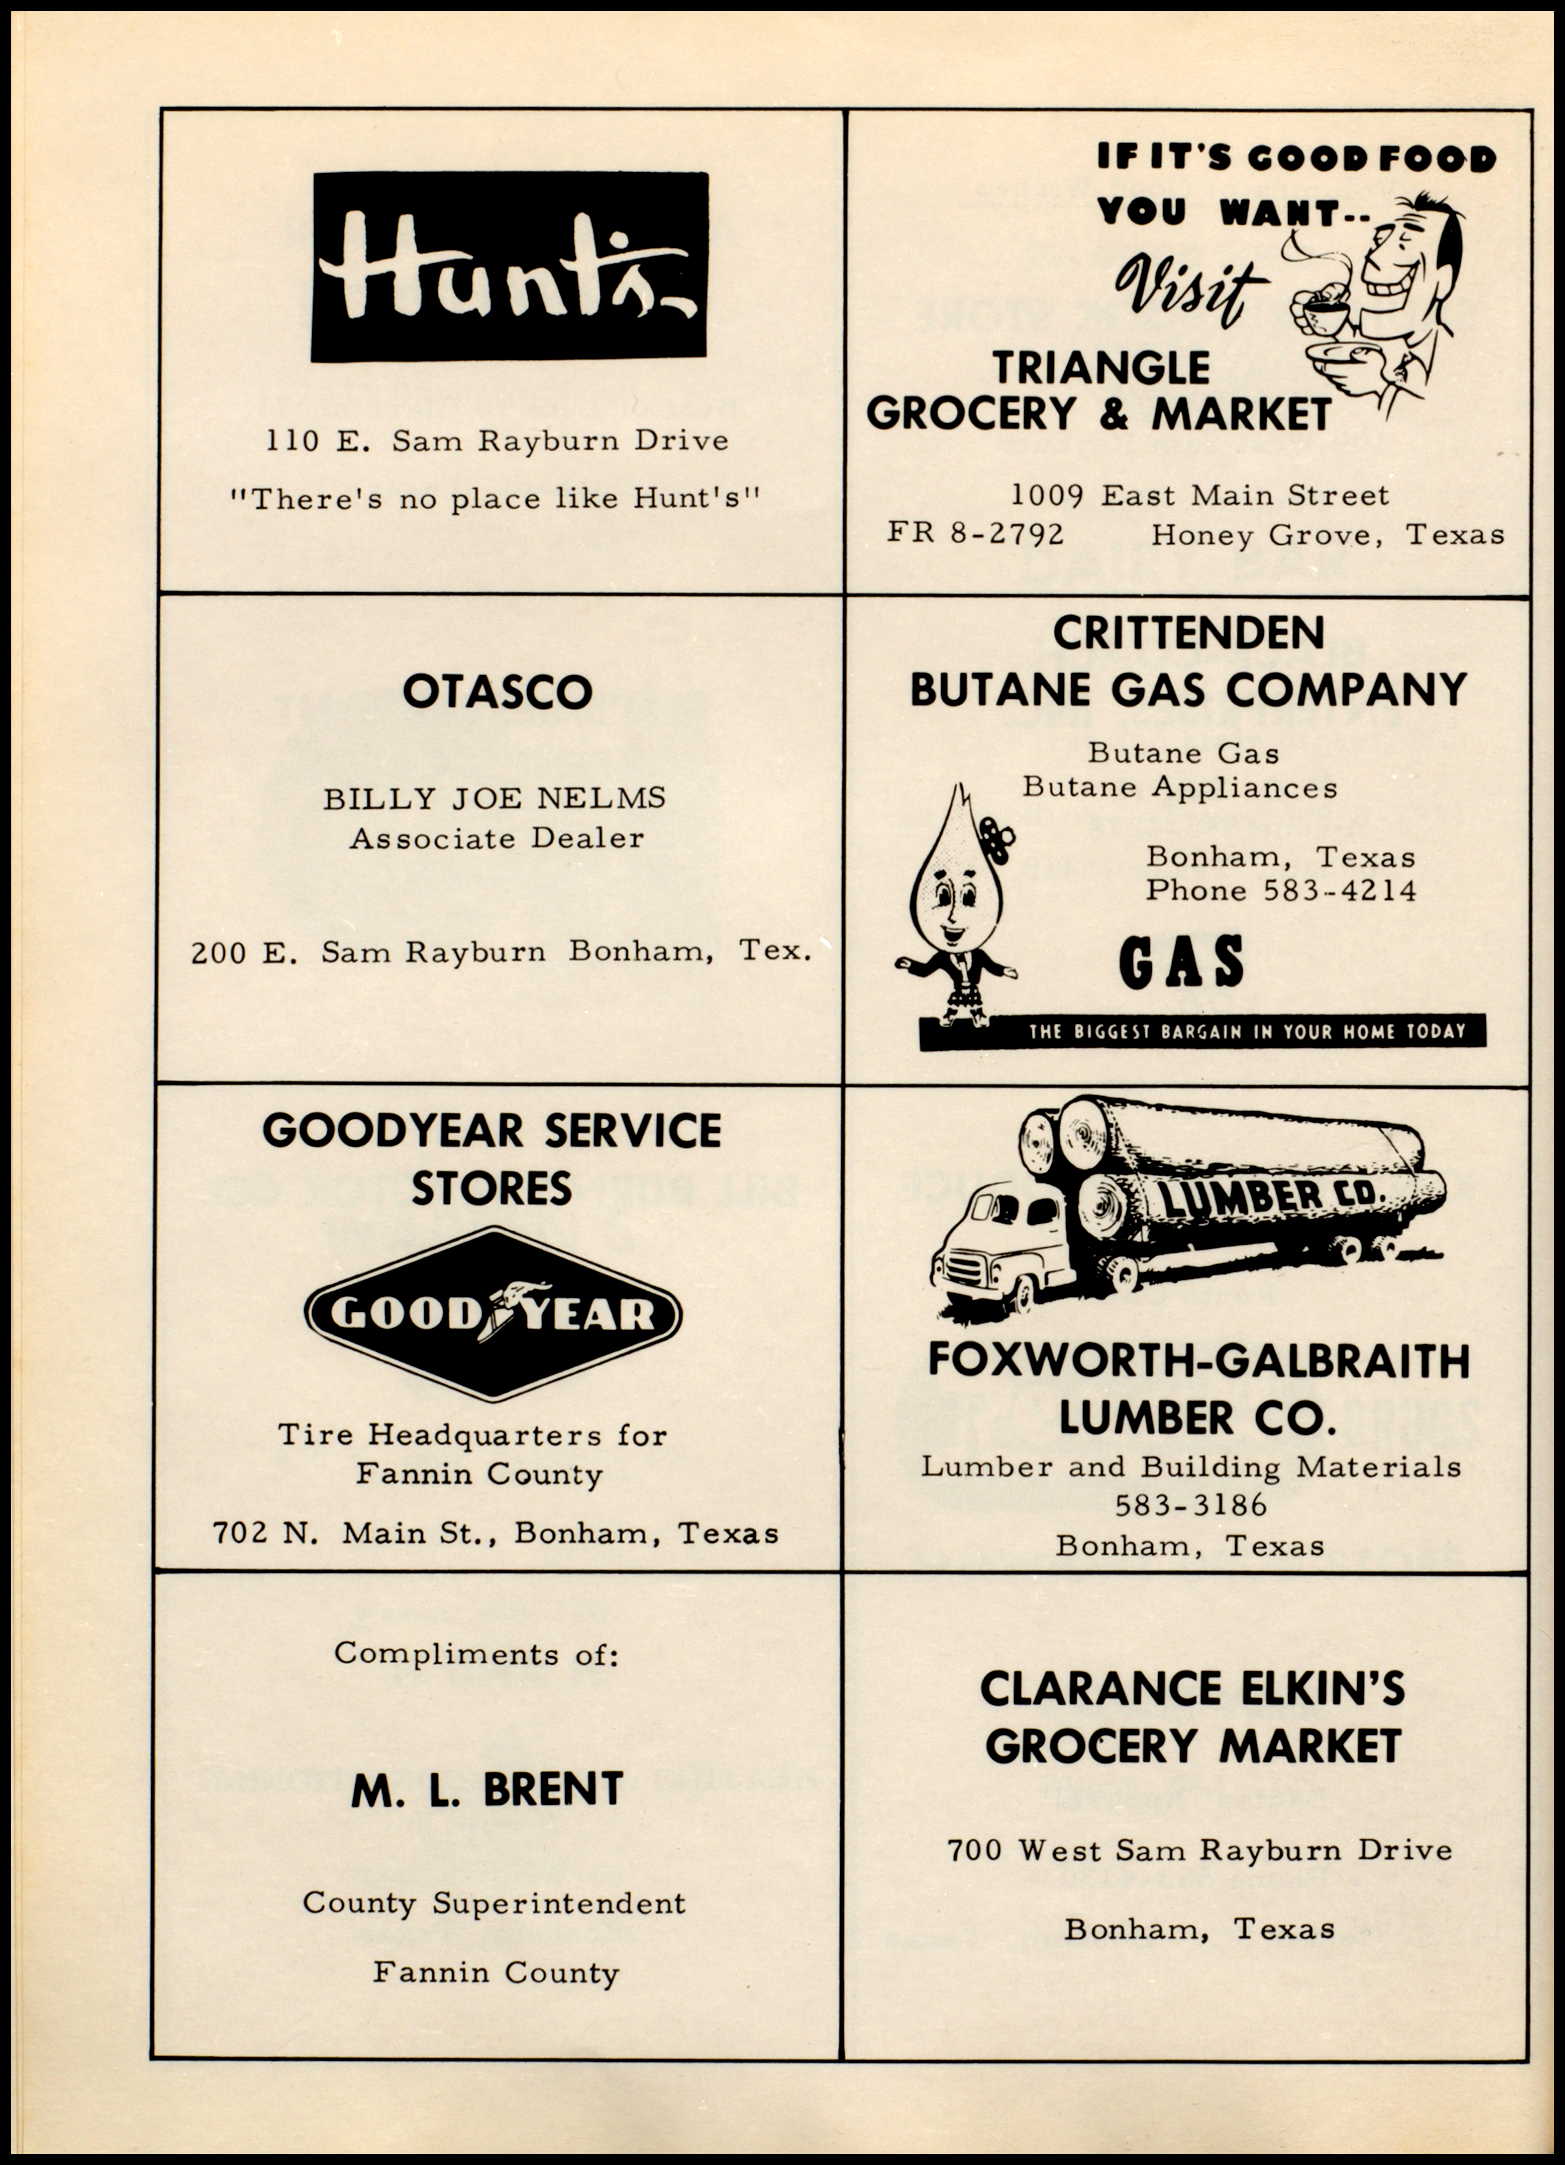 Hunt's
110 E. Sam Rayburn Drive
"There's no place like Hunt's"
IF IT'S GOOD FOOD
YOU WANT--
Visit
TRIANGLE
GROCERY & MARKET
1009 East Main Street
FR 8-2792 Honey Grove, Texas
OTASCO
BILLY JOE NELMS
Associate Dealer
200 E. Sam Rayburn Bonham, Tex.
CRITTENDEN
BUTANE GAS COMPANY
Butane Gas
Butane Appliances
Bonham, Texas
Phone 583-4214
GAS
THE BIGGEST BARGAIN IN YOUR HOME TODAY
GOODYEAR SERVICE
STORES
GOODYEAR
Tire Headquarters for
Fannin County
702 N. Main St., Bonham, Texas
LUMBER CO.
FOXWORTH-GALBRAITH
LUMBER CO.
Lumber and Building Materials
583-3186
Bonham, Texas
Compliments of:
M. L. BRENT
County Superintendent
Fannin County
CLARANCE ELKIN'S
GROCERY MARKET
700 West Sam Rayburn Drive
Bonham, Texas